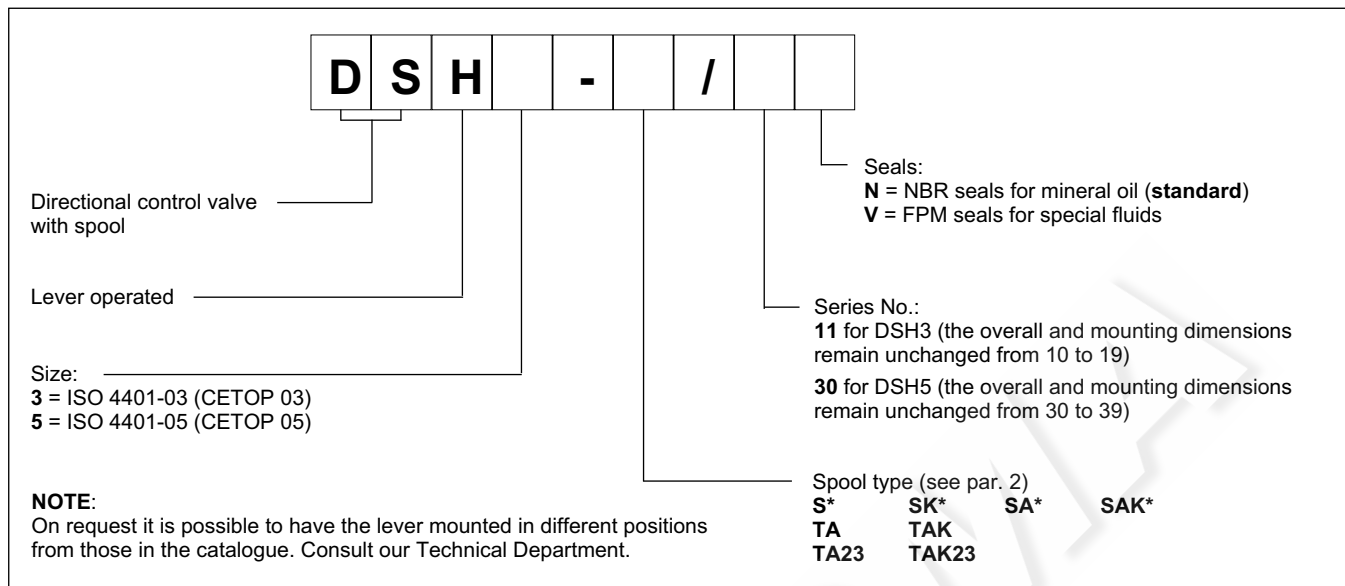 D S H - /
Directional control valve
with spool
Lever operated
Size:
3 = ISO 4401-03 (CETOP 03)
5 = ISO 4401-05 (CETOP 05)
NOTE:
On request it is possible to have the lever mounted in different positions
from those in the catalogue. Consult our Technical Department.
Seals:
N = NBR seals for mineral oil (standard)
V = FPM seals for special fluids
Series No.:
11 for DSH3 (the overall and mounting dimensions
remain unchanged from 10 to 19)
30 for DSH5 (the overall and mounting dimensions
remain unchanged from 30 to 39)
Spool type (see par. 2)
S* SK* SA* SAK*
TA TAK
TA23 TAK23